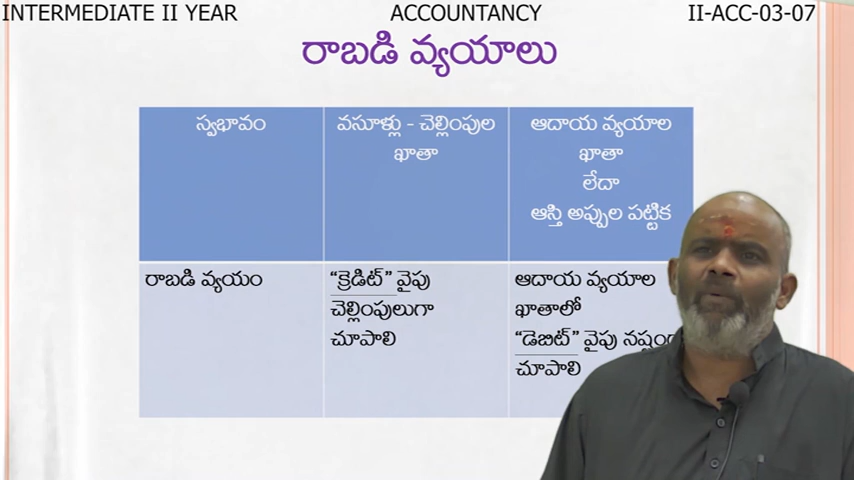 INTERMEDIATE II YEAR ACCOUNTANCY II-ACC-03-07
రాబడి వ్యయాలు
స్వభావం
వసూళ్లు - చెల్లింపుల
ఖాతా
ఆదాయ వ్యయాల
ఖాతా
లేదా
ఆస్తి అప్పుల పట్టిక
రాబడి వ్యయం
“క్రెడిట్” వైపు
చెల్లింపులుగా
చూపాలి
ఆదాయ వ్యయాల
ఖాతాలో
“డెబిట్” వైపు
చూపాలి